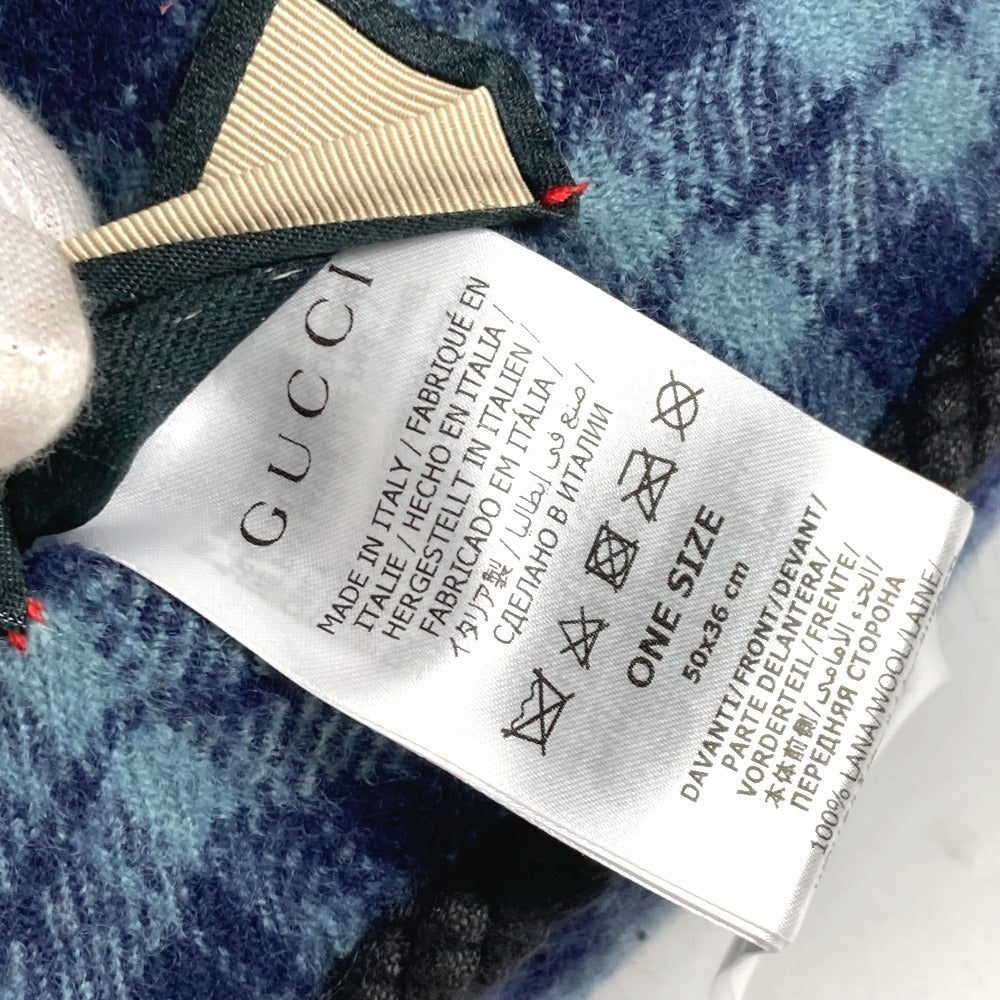 GUCCI
MADE IN ITALY / FABRIQUÉ EN
ITALIE / HECHO EN ITALIA /
HERGESTELLT IN ITALIEN /
FABRICADO EM ITÁLIA /
イタリア製 / صنع في إيطاليا /
СДЕЛАНО В ИТАЛИИ
ONE SIZE
50x36 cm
DAVANTI/FRONT/DEVANT/
PARTE DELANTERA/
VORDERTEIL/FRENTE/
本体前側/الجزء الأمامي/
ПЕРЕДНЯЯ СТОРОНА
100% LANA/WOOL/LAINE/